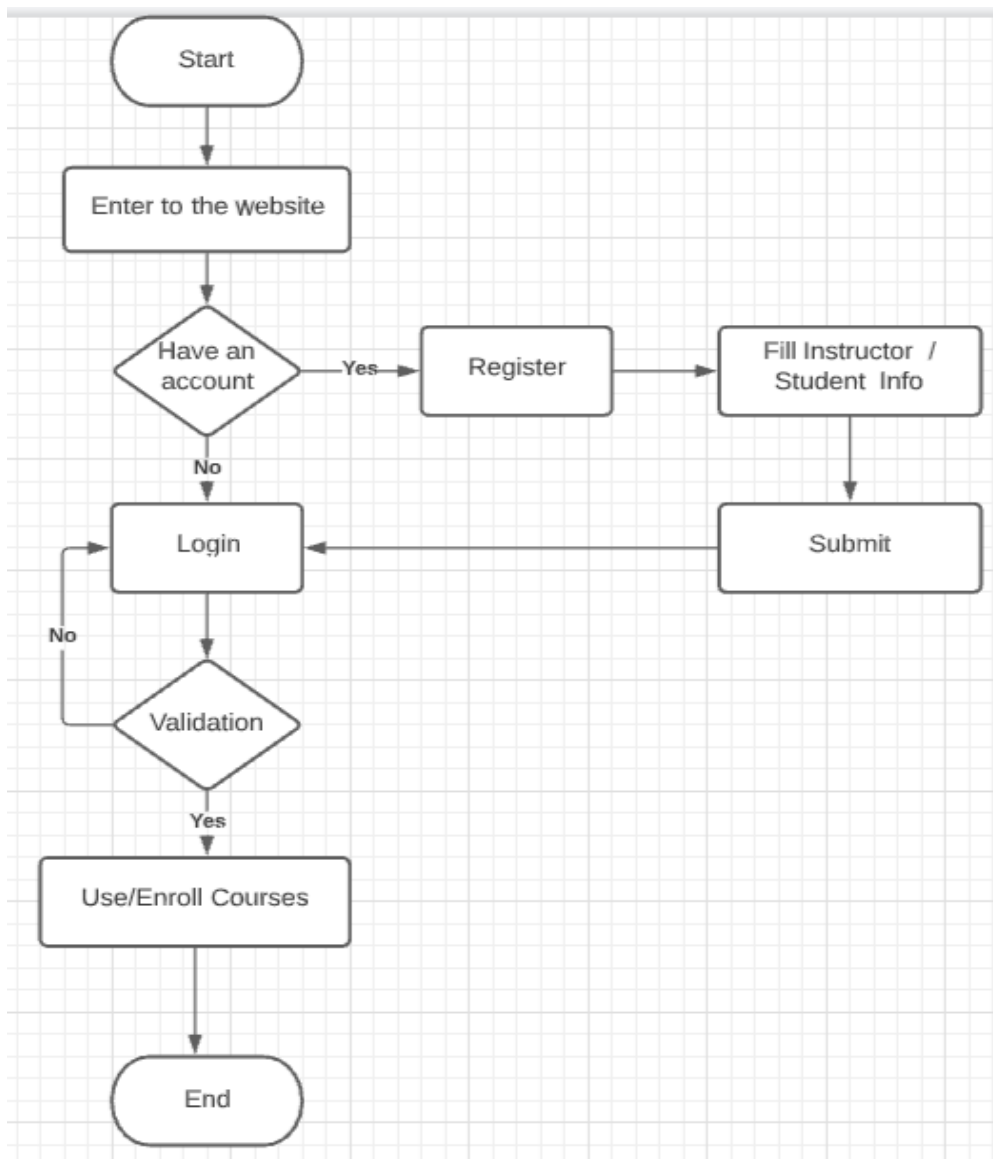 Start
Enter to the website
Have an
account
Yes
Register
Fill Instructor /
Student Info
No
Login
Submit
No
Validation
Yes
Use/Enroll Courses
End